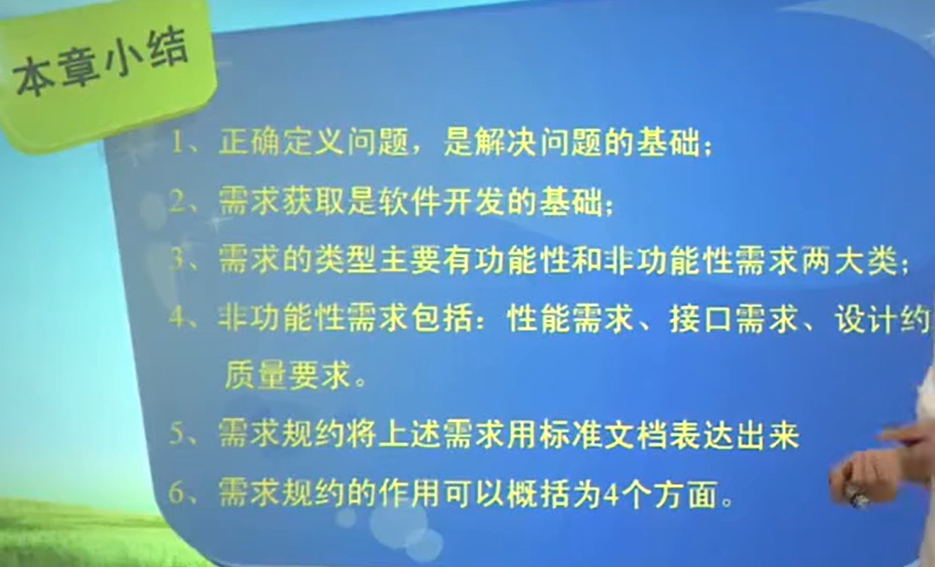 本章小结
1、正确定义问题，是解决问题的基础；
2、需求获取是软件开发的基础；
3、需求的类型主要有功能性和非功能性需求两大类；
4、非功能性需求包括：性能需求、接口需求、设计约
质量要求。
5、需求规约将上述需求用标准文档表达出来
6、需求规约的作用可以概括为4个方面。